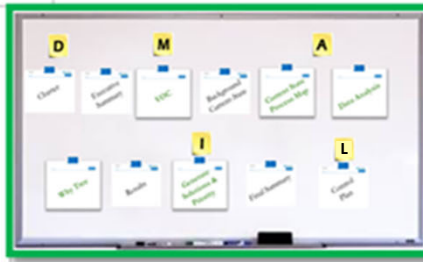 D
M
A
Charter
Executive
Summary
VOC
Background
Current State
Current State
Process Map
Data Analysis
I
L
Why Tree
Results
Generate
Solutions &
Priority
Final Summary
Control
Plan